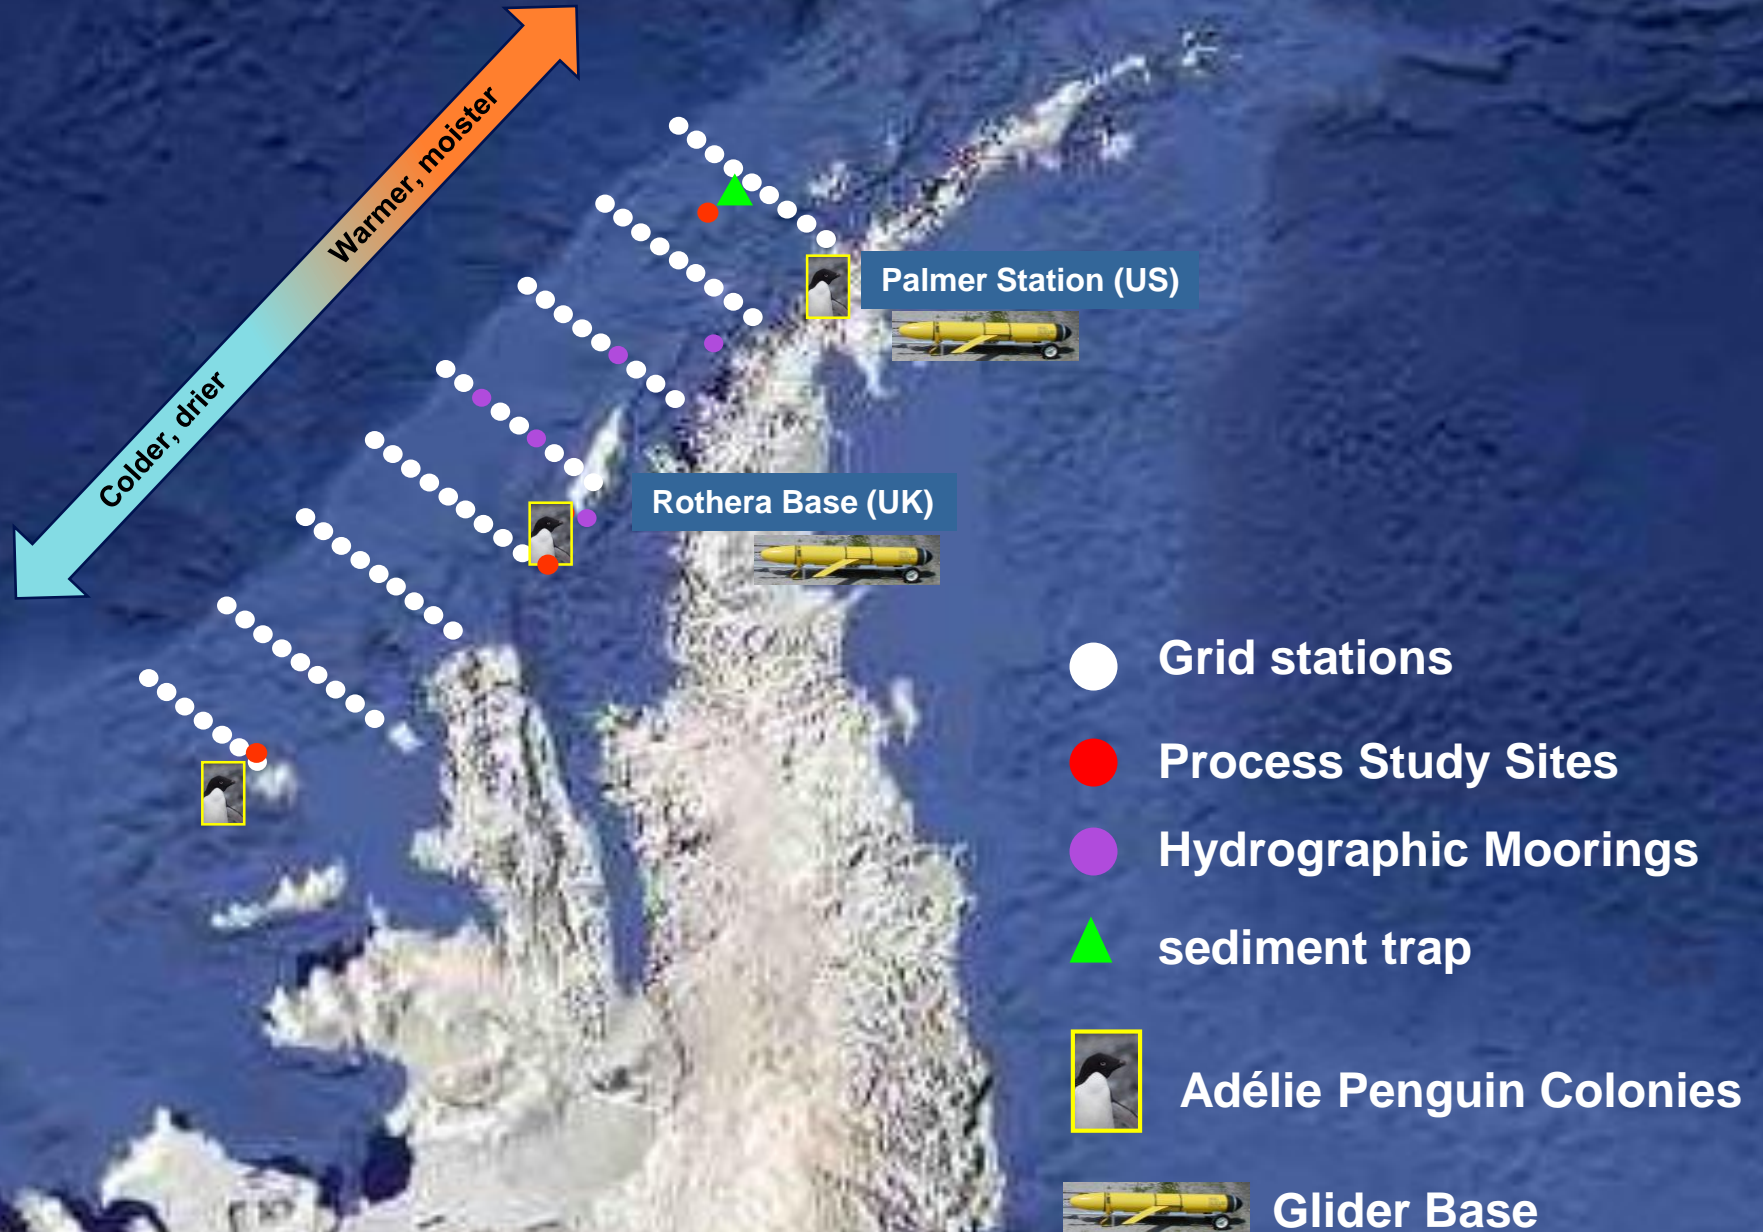 Warmer, moister
Colder, drier
Palmer Station (US)
Rothera Base (UK)
Grid stations
Process Study Sites
Hydrographic Moorings
sediment trap
Adélie Penguin Colonies
Glider Base